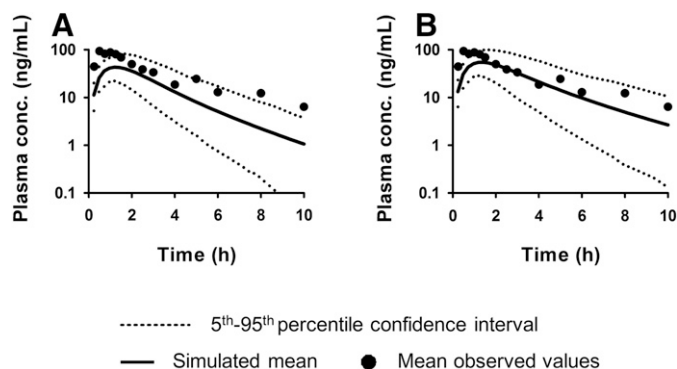 A
B
Plasma conc. (ng/mL)
100
10
1
0.1
0 2 4 6 8 10
Time (h)
Plasma conc. (ng/mL)
100
10
1
0.1
0 2 4 6 8 10
Time (h)
5th-95th percentile confidence interval
Simulated mean
Mean observed values